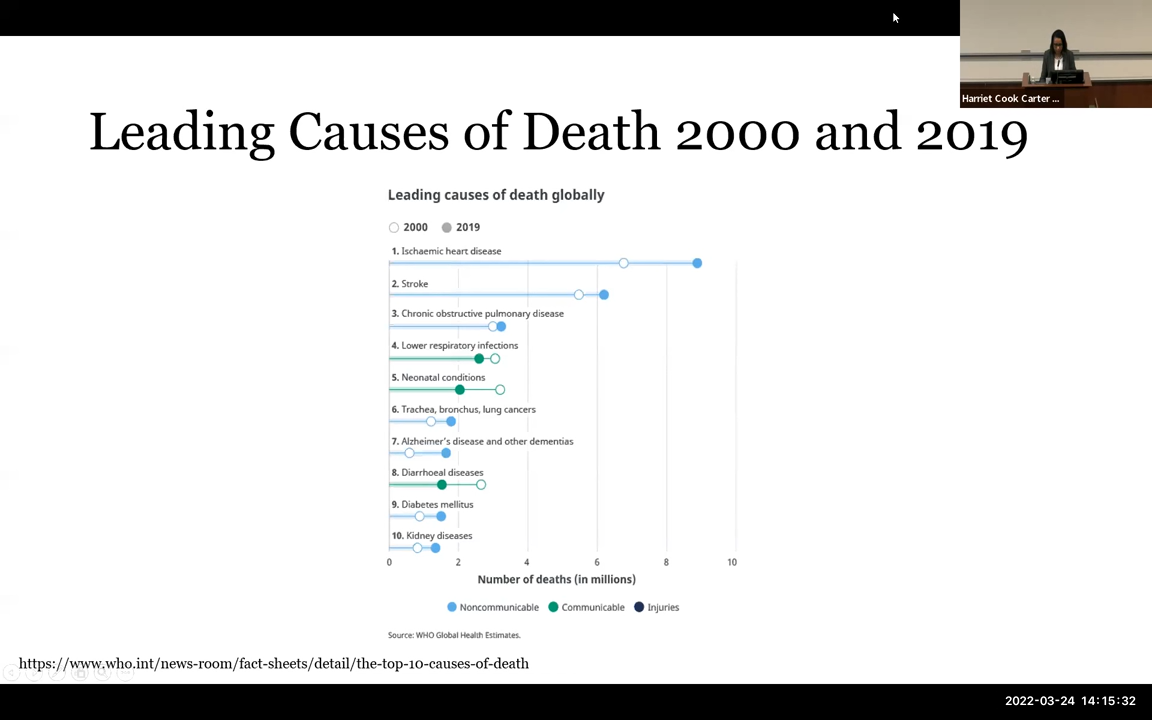 Harriet Cook Carter ...
Leading Causes of Death 2000 and 2019
Leading causes of death globally
2000 2019
1. Ischaemic heart disease
2. Stroke
3. Chronic obstructive pulmonary disease
4. Lower respiratory infections
5. Neonatal conditions
6. Trachea, bronchus, lung cancers
7. Alzheimer's disease and other dementias
8. Diarrhoeal diseases
9. Diabetes mellitus
10. Kidney diseases
0 2 4 6 8 10
Number of deaths (in millions)
Noncommunicable Communicable Injuries
Source: WHO Global Health Estimates.
https://www.who.int/news-room/fact-sheets/detail/the-top-10-causes-of-death
2022-03-24 14:15:32